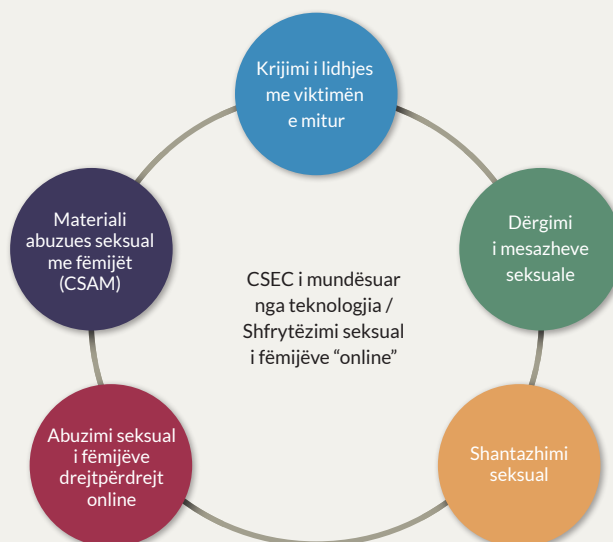 Krijimi i lidhjes
me viktimën
e mitur
Dërgimi
i mesazheve
seksuale
Shantazhimi
seksual
Abuzimi seksual
i fëmijëve
drejtpërdrejt
online
Materiali
abuzues seksual
me fëmijët
(CSAM)
CSEC i mundësuar
nga teknologjia /
Shfrytëzimi seksual
i fëmijëve “online”